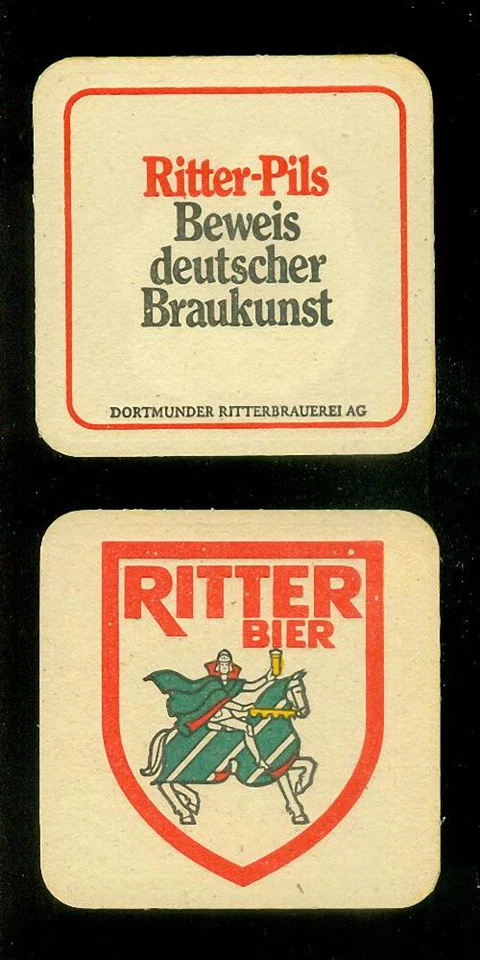 Ritter-Pils
Beweis
deutscher
Braukunst
DORTMUNDER RITTERBRAUEREI AG
RITTER
BIER